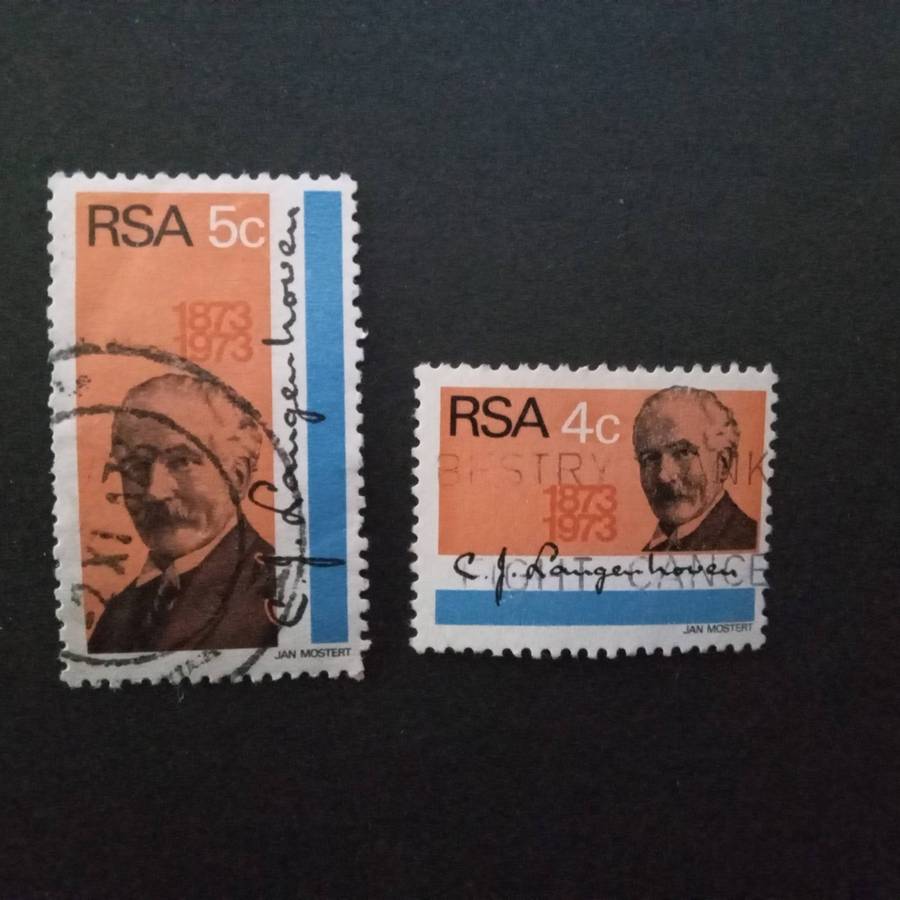 RSA 5c
1873
1973
C. J. Langenhoven
JAN MOSTERT
RSA 4c
1873
1973
C. J. Langenhoven
JAN MOSTERT